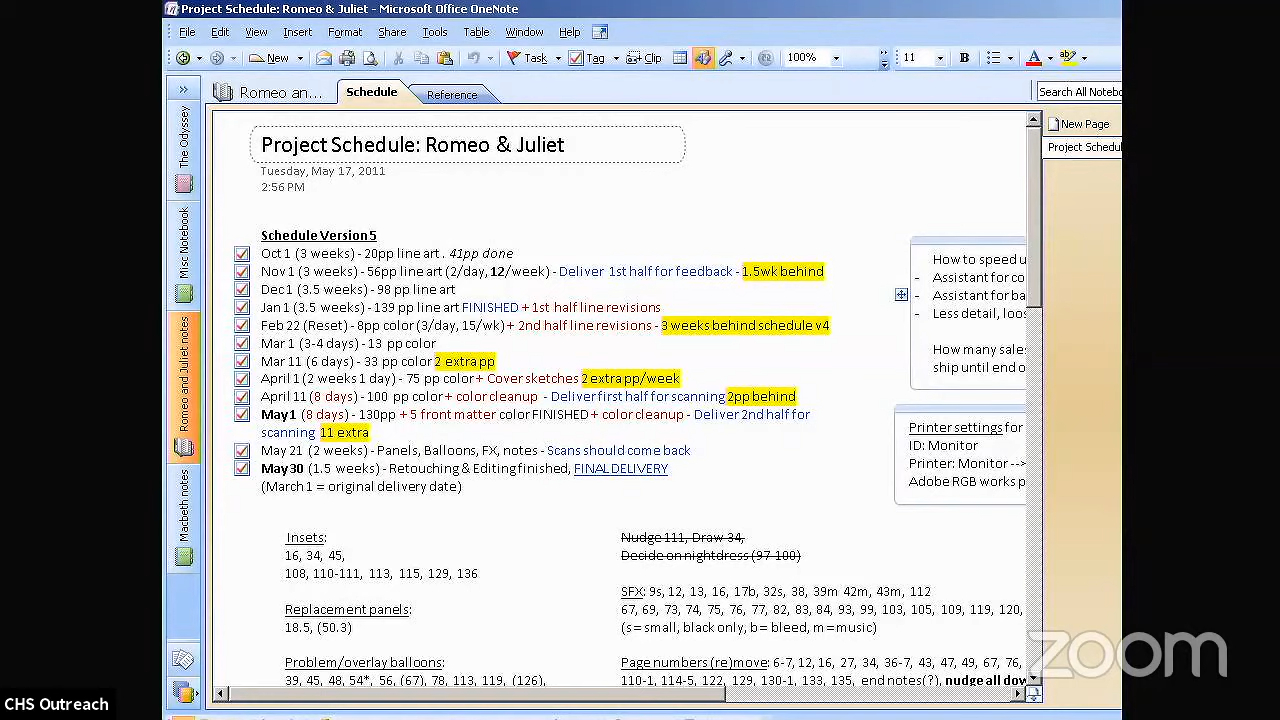 Project Schedule: Romeo & Juliet - Microsoft Office OneNote
File Edit View Insert Format Share Tools Table Window Help
New Task Tag Clip 100% 11 B A ab
Romeo an... Schedule Reference Search All Notebo
New Page
Project Schedul
The Odyssey
Misc Notebook
Romeo and Juliet notes
Macbeth notes
Project Schedule: Romeo & Juliet
Tuesday, May 17, 2011
2:56 PM
Schedule Version 5
Oct 1 (3 weeks) - 20pp line art . 41pp done
Nov 1 (3 weeks) - 56pp line art (2/day, 12/week) - Deliver 1st half for feedback - 1.5wk behind
Dec 1 (3.5 weeks) - 98 pp line art
Jan 1 (3.5 weeks) - 139 pp line art FINISHED + 1st half line revisions
Feb 22 (Reset) - 8pp color (3/day, 15/wk) + 2nd half line revisions - 3 weeks behind schedule v4
Mar 1 (3-4 days) - 13 pp color
Mar 11 (6 days) - 33 pp color 2 extra pp
April 1 (2 weeks 1 day) - 75 pp color + Cover sketches 2 extra pp/week
April 11 (8 days) - 100 pp color + color cleanup - Deliver first half for scanning 2pp behind
May 1 (8 days) - 130pp + 5 front matter color FINISHED + color cleanup - Deliver 2nd half for
scanning 11 extra
May 21 (2 weeks) - Panels, Balloons, FX, notes - Scans should come back
May 30 (1.5 weeks) - Retouching & Editing finished, FINAL DELIVERY
(March 1 = original delivery date)
How to speed u
- Assistant for co
- Assistant for ba
- Less detail, loos
How many sales
ship until end o
Printer settings for
ID: Monitor
Printer: Monitor -->
Adobe RGB works p
Insets:
16, 34, 45,
108, 110-111, 113, 115, 129, 136
Replacement panels:
18.5, (50.3)
Problem/overlay balloons:
39, 45, 48, 54*, 56, (67), 78, 113, 119, (126),
Nudge 111, Draw 34,
Decide on nightdress (97-100)
SFX: 9s, 12, 13, 16, 17b, 32s, 38, 39m 42m, 43m, 112
67, 69, 73, 74, 75, 76, 77, 82, 83, 84, 93, 99, 103, 105, 109, 119, 120,
(s = small, black only, b = bleed, m = music)
Page numbers (re)move: 6-7, 12, 16, 27, 34, 36-7, 43, 47, 49, 67, 76,
110-1, 114-5, 122, 129, 130-1, 133, 135, end notes(?), nudge all dow
zoom
CHS Outreach